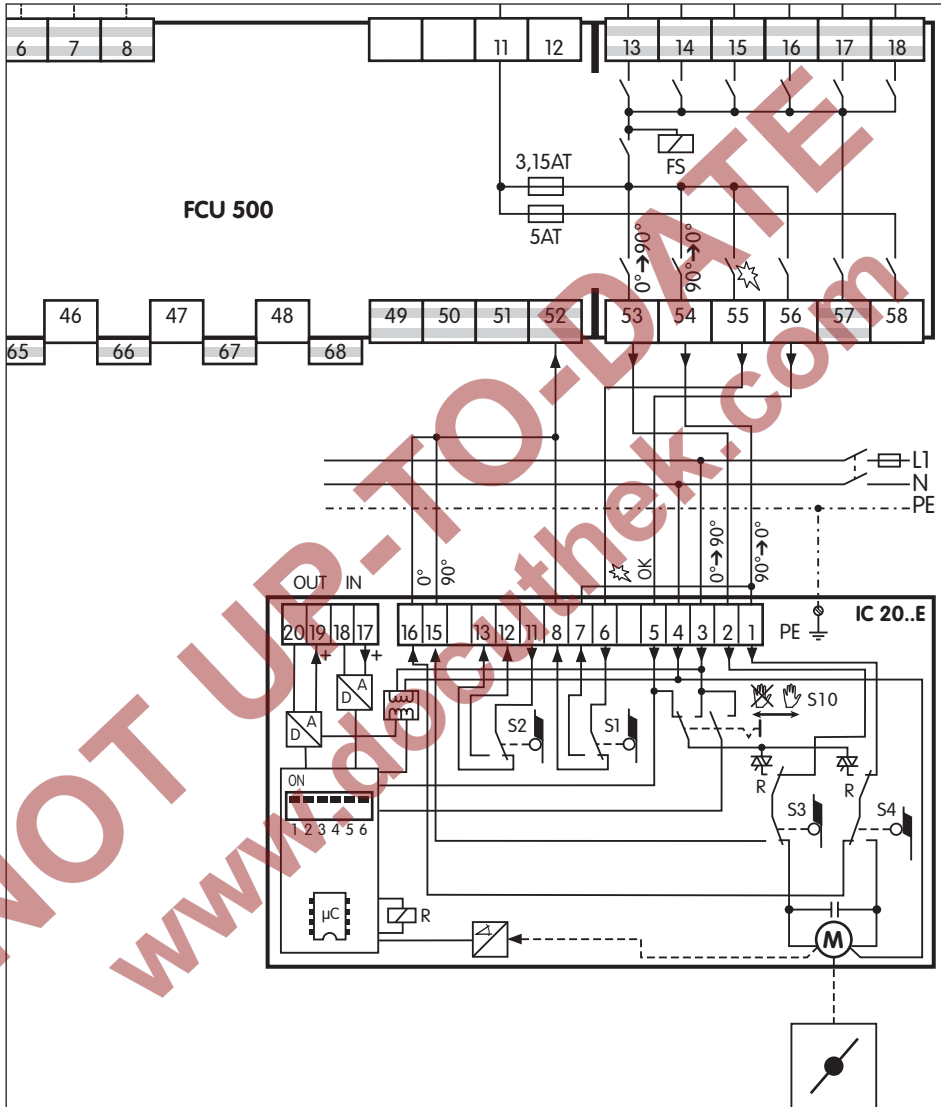 6 7 8 11 12 13 14 15 16 17 18
3,15AT
FS
FCU 500
5AT
0°➔90°
90°➔0°
46 47 48 49 50 51 52 53 54 55 56 57 58
65 66 67 68
L1
N
PE
0°
90°
OK
0°➔90°
90°➔0°
OUT IN
IC 20..E
20 19 18 17 16 15 13 12 11 8 7 6 5 4 3 2 1 PE
+ +
A
D
A
D
S10
S2
S1
ON
1 2 3 4 5 6
R
R
S3
S4
µC
R
M
NOT UP-TO-DATE
www.docuthek.com